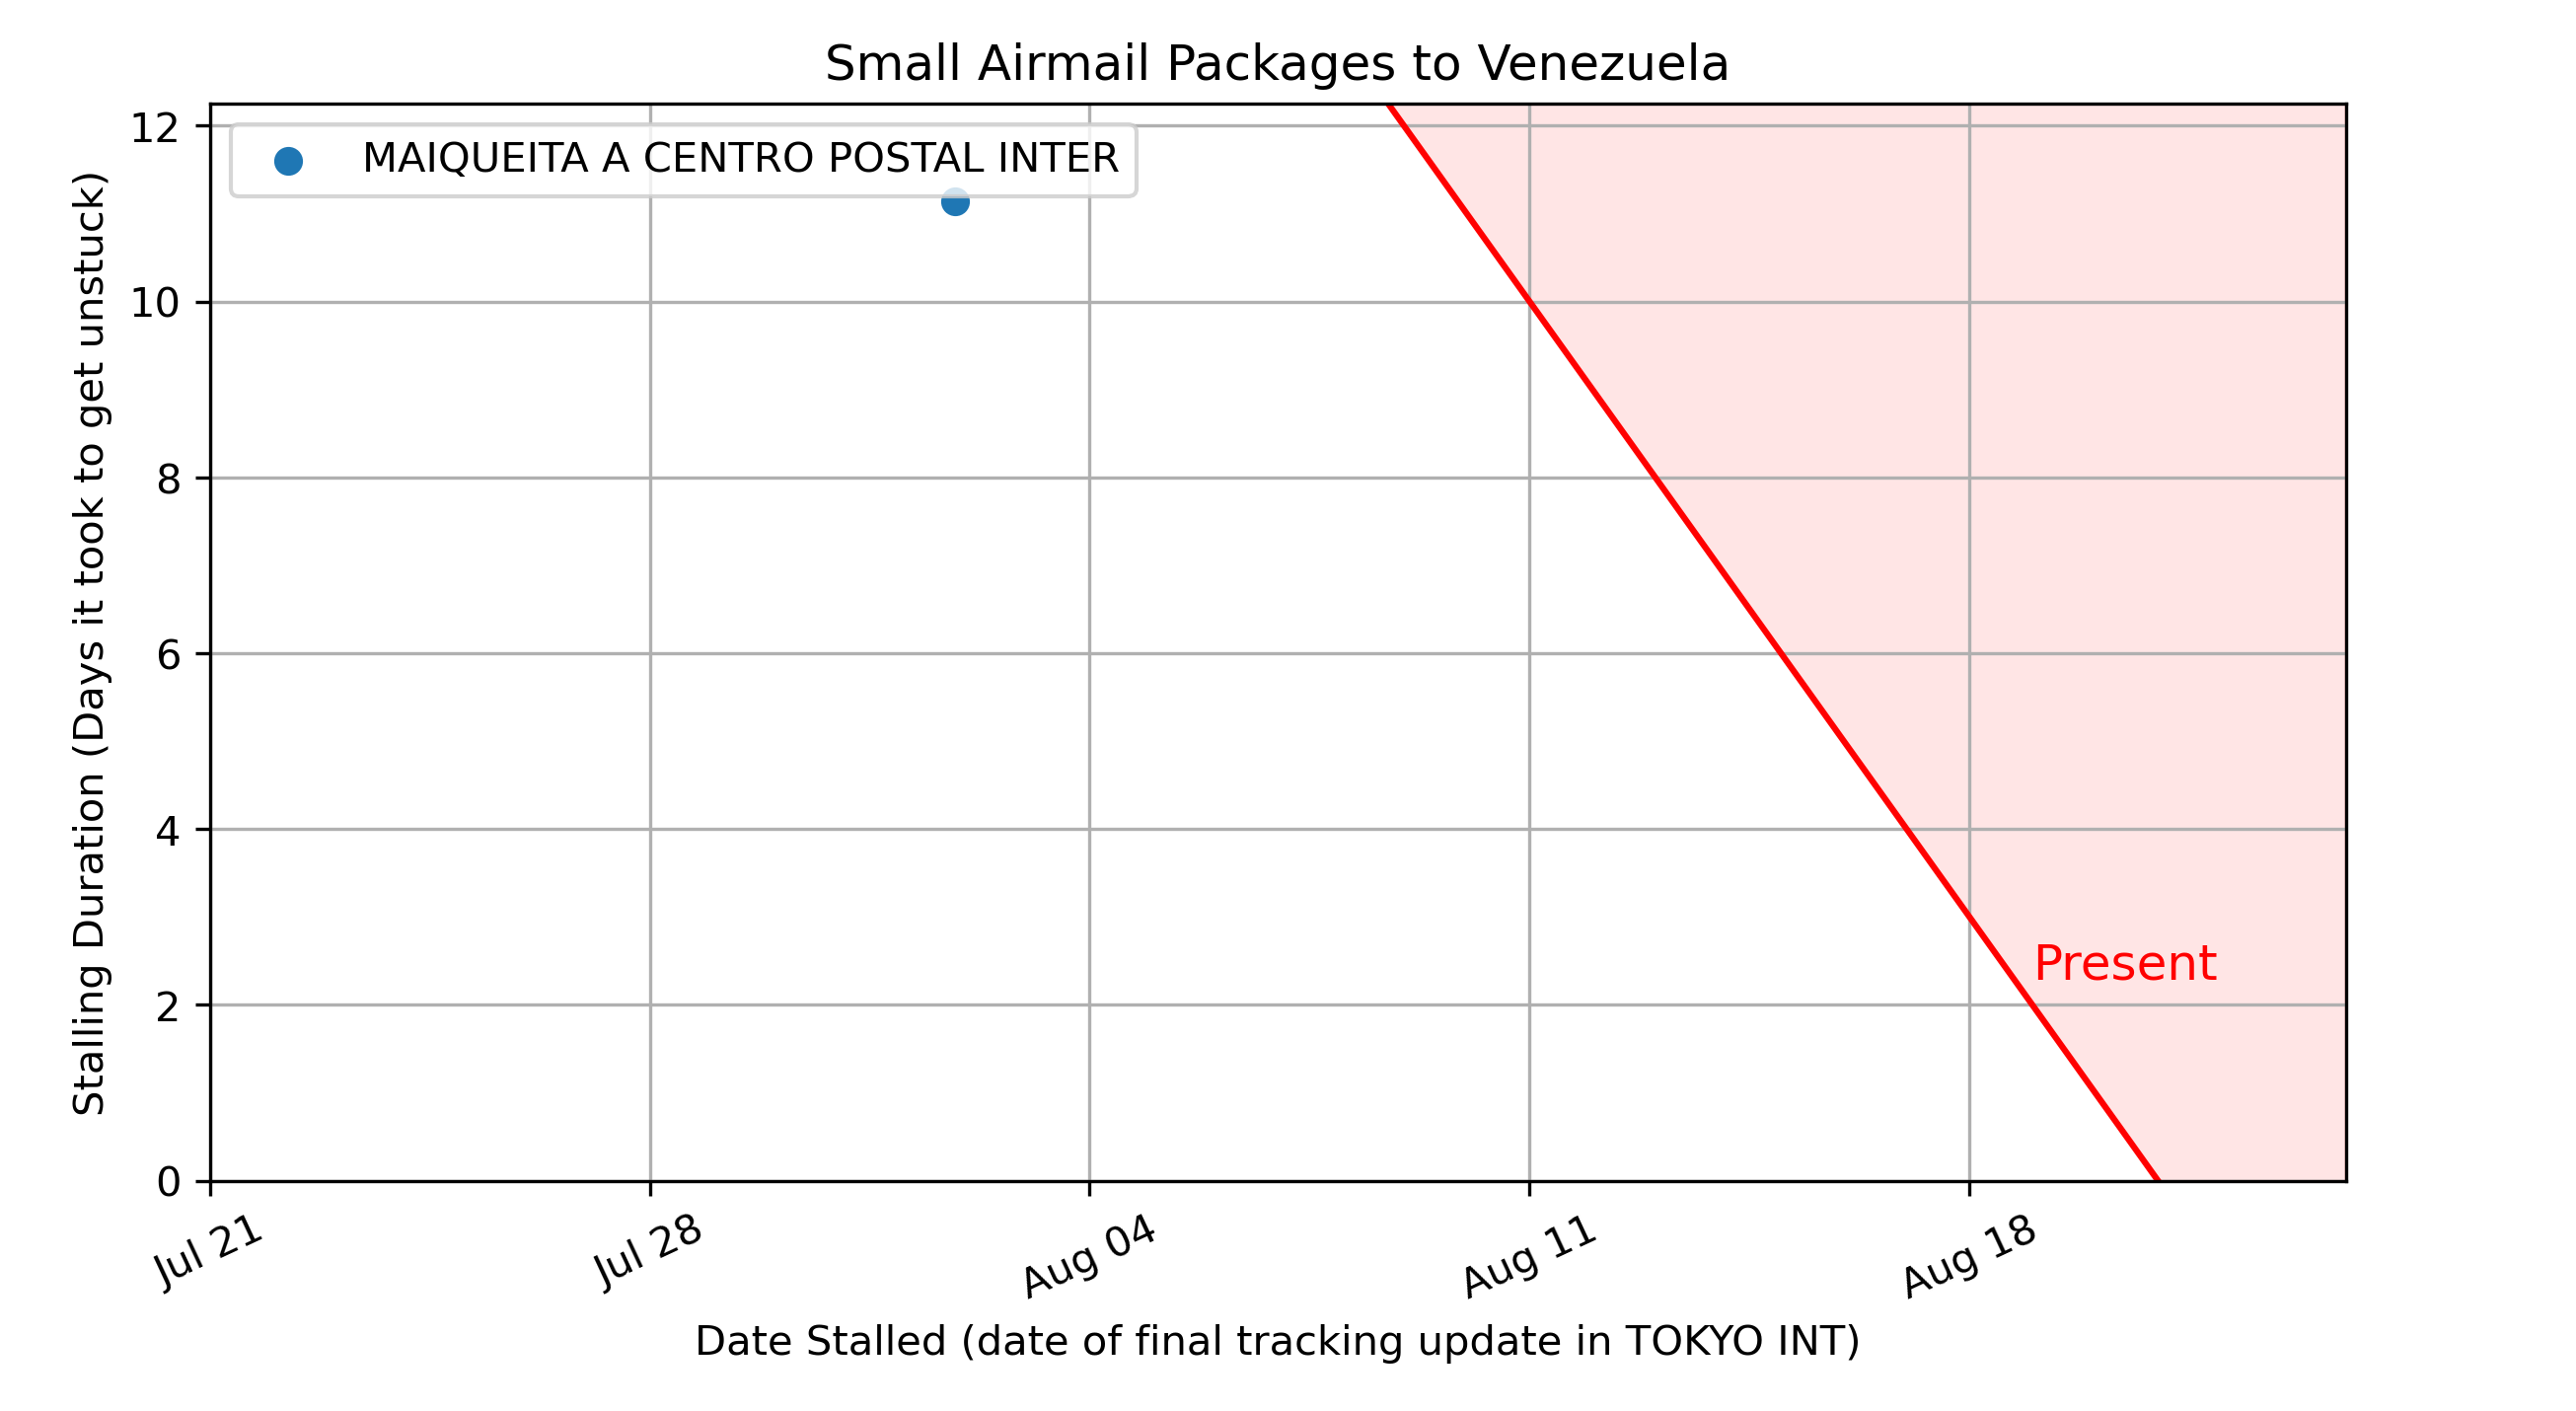 Small Airmail Packages to Venezuela
MAIQUEITA A CENTRO POSTAL INTER
Stalling Duration (Days it took to get unstuck)
12
10
8
6
4
2
0
Present
Jul 21
Jul 28
Aug 04
Aug 11
Aug 18
Date Stalled (date of final tracking update in TOKYO INT)